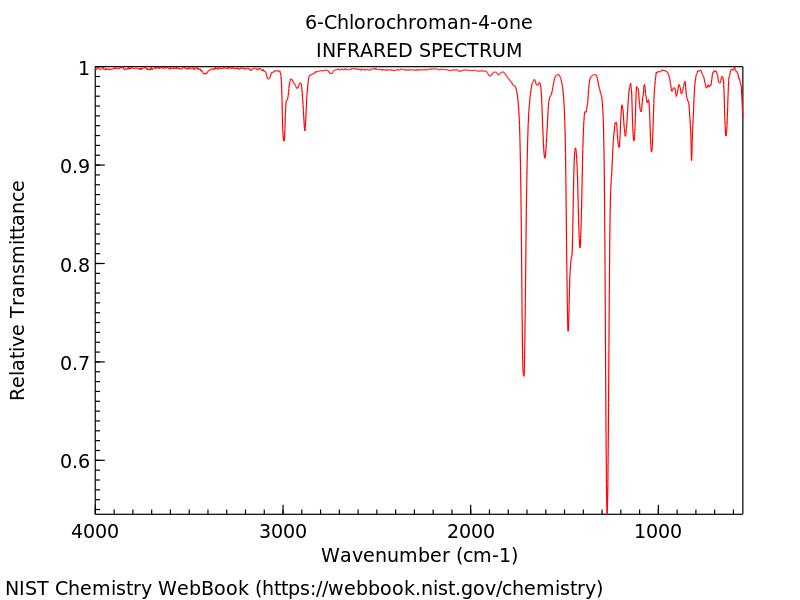 6-Chlorochroman-4-one
INFRARED SPECTRUM
1
0.9
0.8
0.7
0.6
Relative Transmittance
4000 3000 2000 1000
Wavenumber (cm-1)
NIST Chemistry WebBook (https://webbook.nist.gov/chemistry)